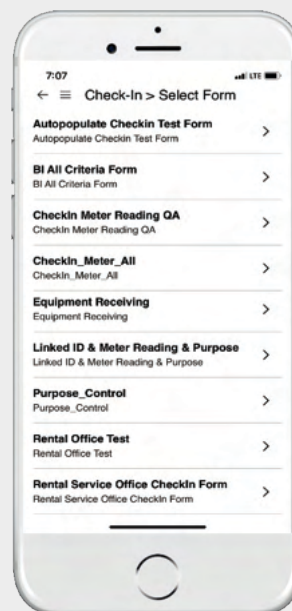 7:07
LTE
Check-In > Select Form
Autopopulate Checkin Test Form
Autopopulate Checkin Test Form
BI All Criteria Form
BI All Criteria Form
CheckIn Meter Reading QA
CheckIn Meter Reading QA
CheckIn_Meter_All
CheckIn_Meter_All
Equipment Receiving
Equipment Receiving
Linked ID & Meter Reading & Purpose
Linked ID & Meter Reading & Purpose
Purpose_Control
Purpose_Control
Rental Office Test
Rental Office Test
Rental Service Office CheckIn Form
Rental Service Office CheckIn Form